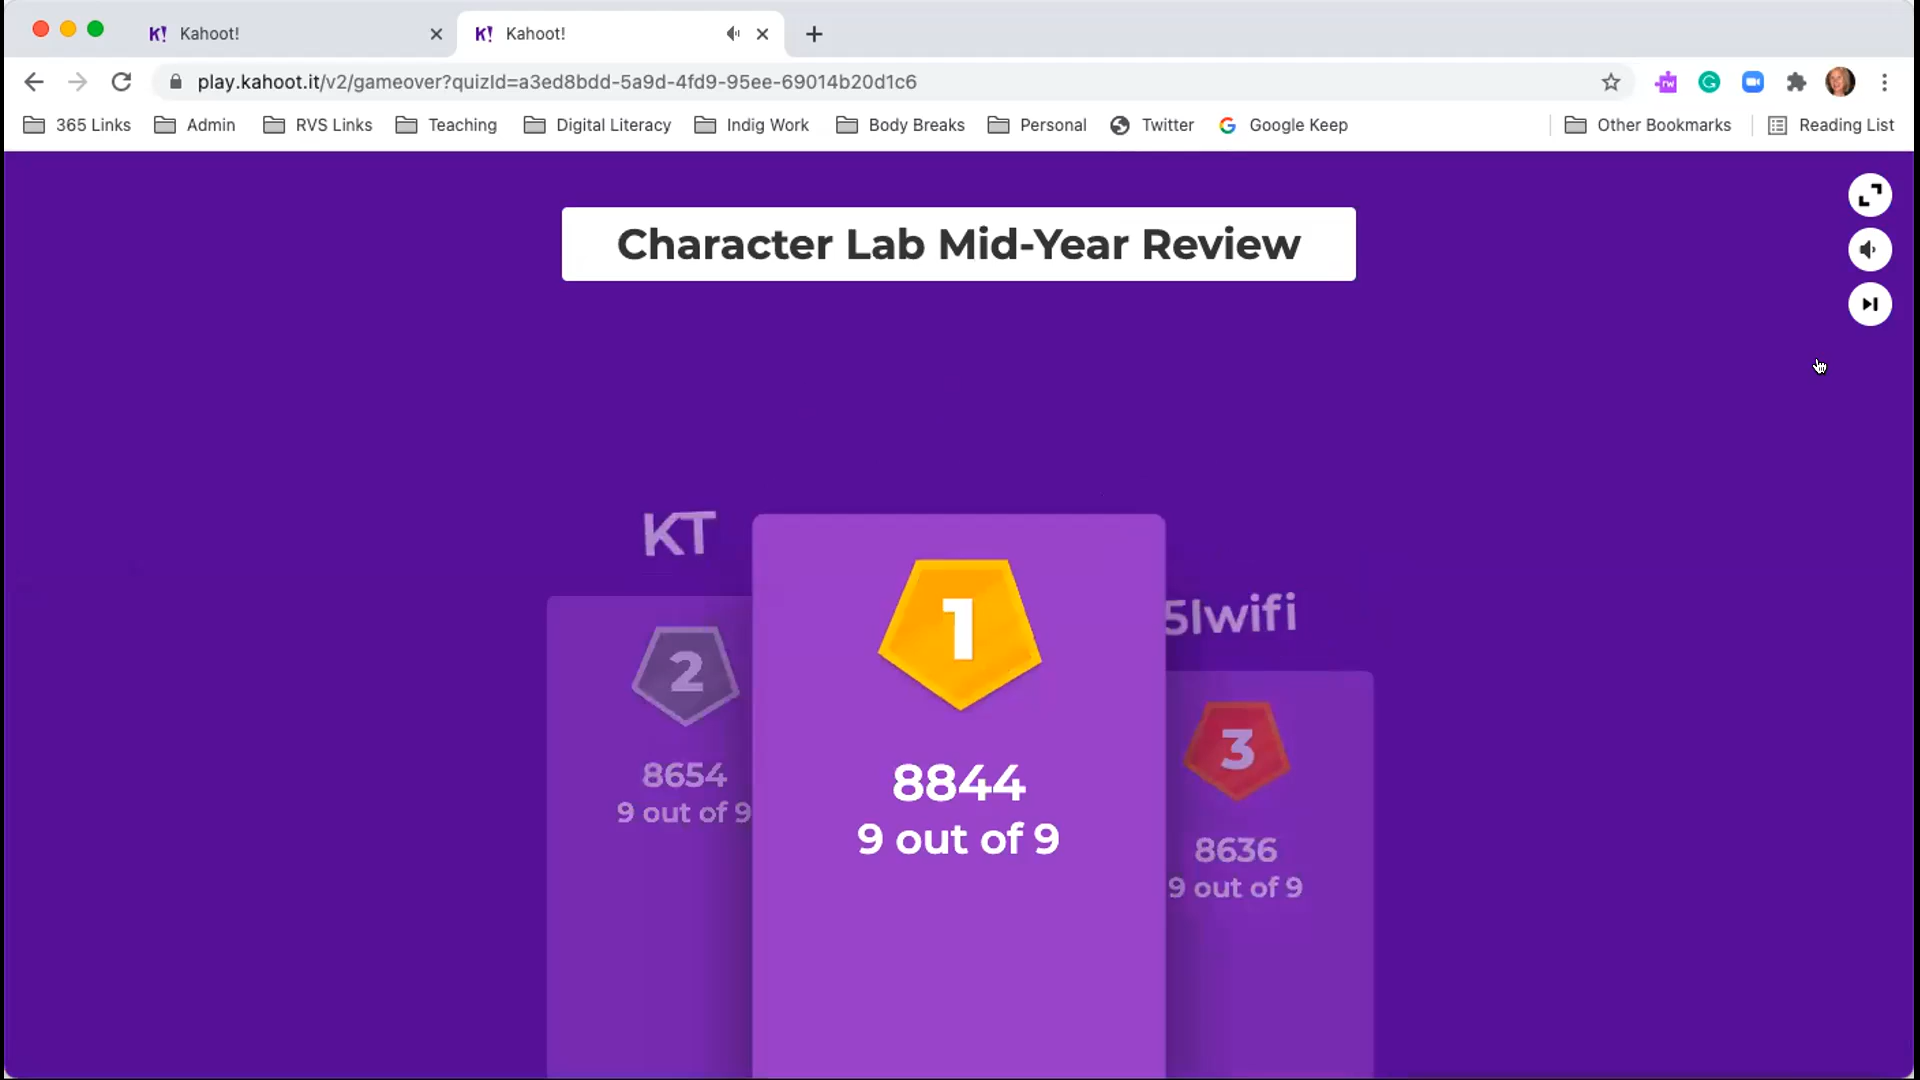 K! Kahoot!
K! Kahoot!
play.kahoot.it/v2/gameover?quizId=a3ed8bdd-5a9d-4fd9-95ee-69014b20d1c6
rw
365 Links
Admin
RVS Links
Teaching
Digital Literacy
Indig Work
Body Breaks
Personal
Twitter
Google Keep
Other Bookmarks
Reading List
Character Lab Mid-Year Review
KT
2
8654
9 out of 9
1
8844
9 out of 9
5lwifi
3
8636
9 out of 9